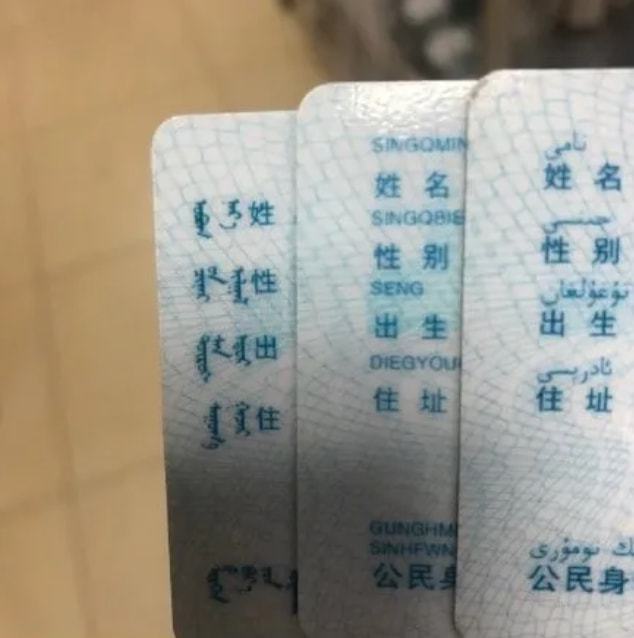 姓
性
出
住
SINGQMIN
姓 名
SINGQBIE
性 别
SENG
出 生
DIEGYOU
住 址
GUNGHM
SINHFWN
公民身
نامى
姓 名
جىنسى
性 别
تۇغۇلغان
出 生
ئادرېسى
住 址
نومۇرى
公民身